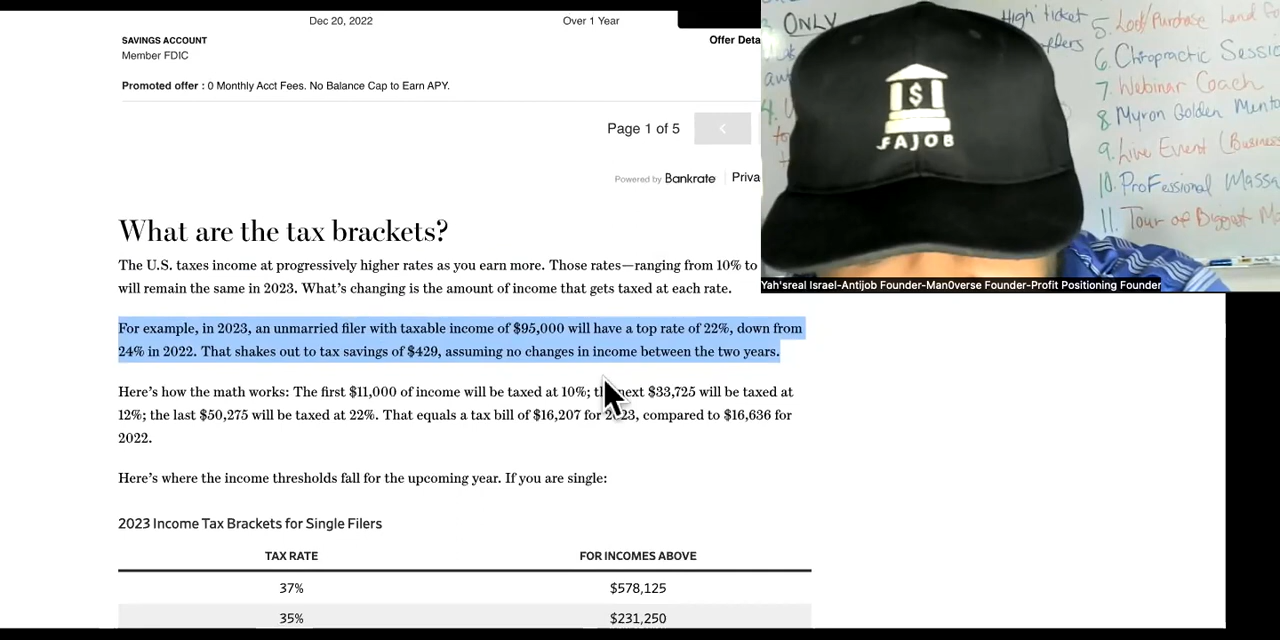 Dec 20, 2022 Over 1 Year
SAVINGS ACCOUNT
Offer Deta
Member FDIC
Promoted offer : 0 Monthly Acct Fees. No Balance Cap to Earn APY.
Page 1 of 5
Powered by Bankrate Priva
What are the tax brackets?
The U.S. taxes income at progressively higher rates as you earn more. Those rates—ranging from 10% to
will remain the same in 2023. What's changing is the amount of income that gets taxed at each rate.
For example, in 2023, an unmarried filer with taxable income of $95,000 will have a top rate of 22%, down from
24% in 2022. That shakes out to tax savings of $429, assuming no changes in income between the two years.
Here's how the math works: The first $11,000 of income will be taxed at 10%; next $33,725 will be taxed at
12%; the last $50,275 will be taxed at 22%. That equals a tax bill of $16,207 for 2023, compared to $16,636 for
2022.
Here's where the income thresholds fall for the upcoming year. If you are single:
2023 Income Tax Brackets for Single Filers
TAX RATE FOR INCOMES ABOVE
37% $578,125
35% $231,250
ONLY
High ticket
5. Look/Purchase Land
6. Chiropractic Sessi
7. Webinar Coach
8. Myron Golden Ment
9. Live Event (Business
10. ProFessional Massa
11. Tour of Biggest M
4.
$
FAJOB
Yah'sreal Israel-Antijob Founder-Man0verse Founder-Profit Positioning Founder